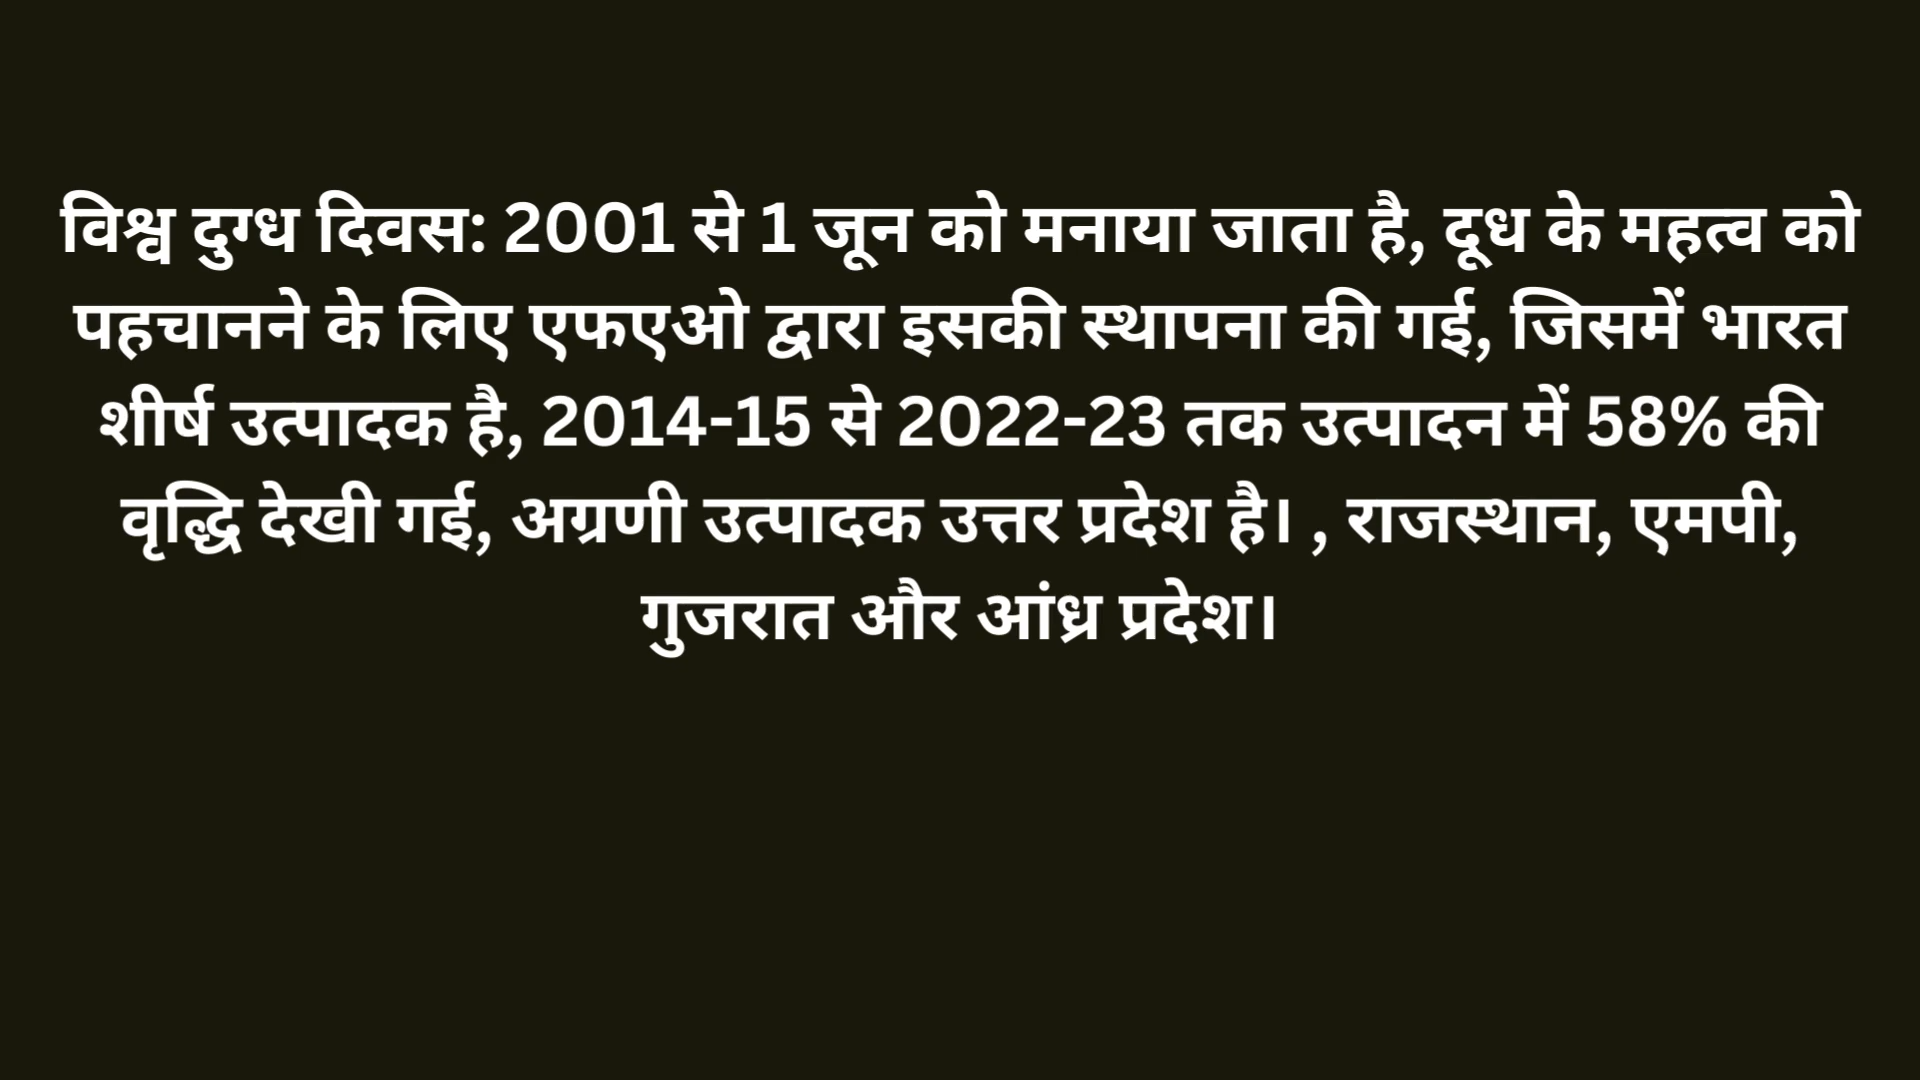 विश्व दुग्ध दिवस: 2001 से 1 जून को मनाया जाता है, दूध के महत्व को
पहचानने के लिए एफएओ द्वारा इसकी स्थापना की गई, जिसमें भारत
शीर्ष उत्पादक है, 2014-15 से 2022-23 तक उत्पादन में 58% की
वृद्धि देखी गई, अग्रणी उत्पादक उत्तर प्रदेश है। , राजस्थान, एमपी,
गुजरात और आंध्र प्रदेश।